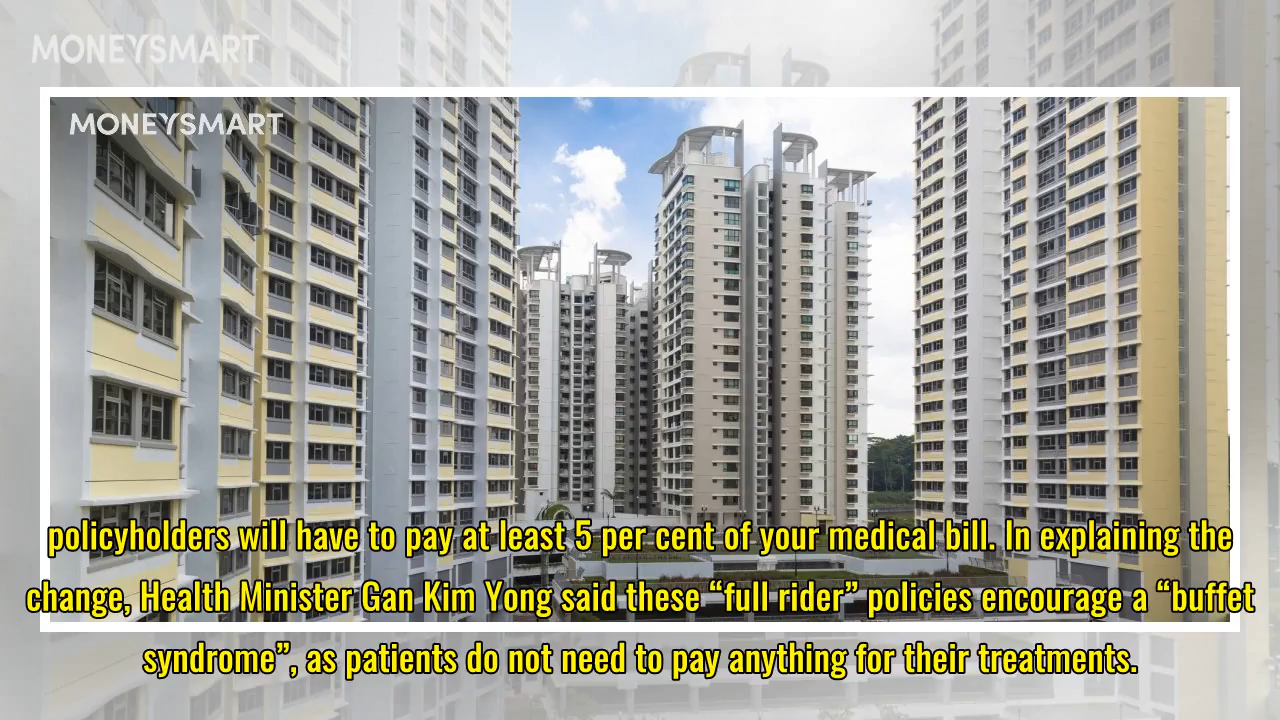 MONEYSMART
MONEYSMART
policyholders will have to pay at least 5 per cent of your medical bill. In explaining the
change, Health Minister Gan Kim Yong said these “full rider” policies encourage a “buffet
syndrome”, as patients do not need to pay anything for their treatments.